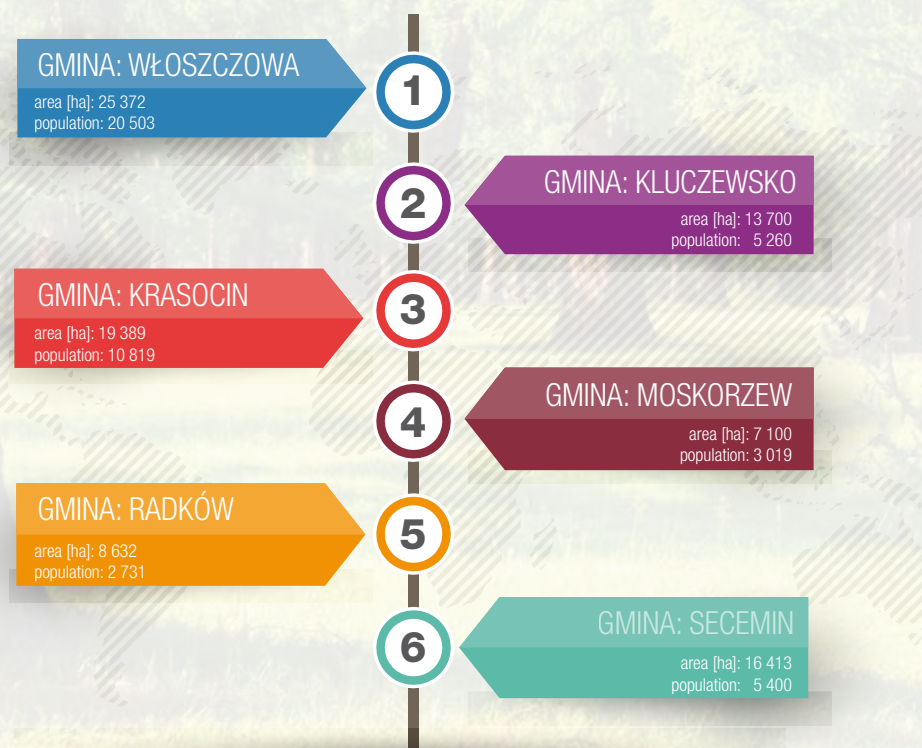 GMINA: WŁOSZCZOWA
area [ha]: 25 372
population: 20 503
1
2
GMINA: KLUCZEWSKO
area [ha]: 13 700
population: 5 260
GMINA: KRASOCIN
area [ha]: 19 389
population: 10 819
3
4
GMINA: MOSKORZEW
area [ha]: 7 100
population: 3 019
GMINA: RADKÓW
area [ha]: 8 632
population: 2 731
5
6
GMINA: SECEMIN
area [ha]: 16 413
population: 5 400